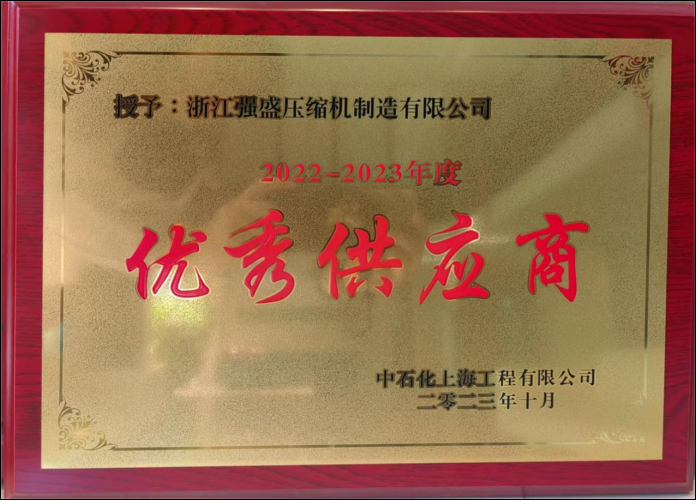 授予：浙江强盛压缩机制造有限公司
2022-2023年度
优秀供应商
中石化上海工程有限公司
二零二三年十月